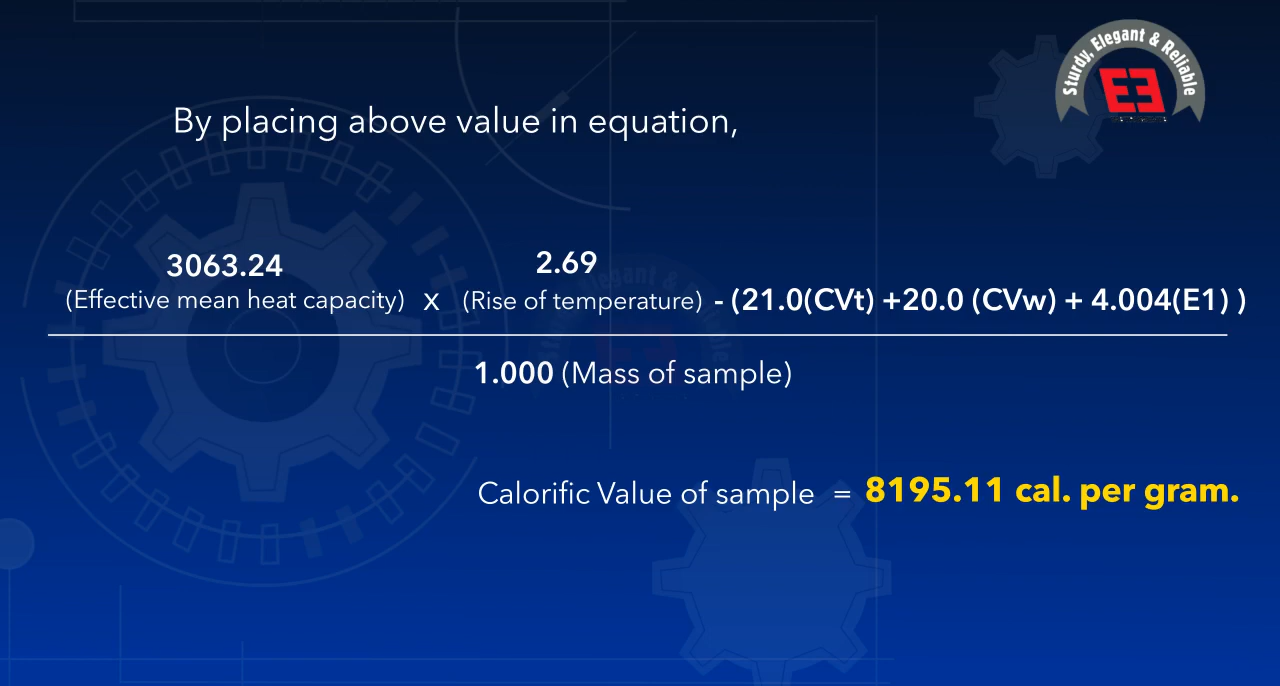 Sturdy, Elegant & Reliable
By placing above value in equation,
3063.24 2.69
(Effective mean heat capacity) x (Rise of temperature) - (21.0(CVt) +20.0 (CVw) + 4.004(E1) )
1.000 (Mass of sample)
Calorific Value of sample = 8195.11 cal. per gram.